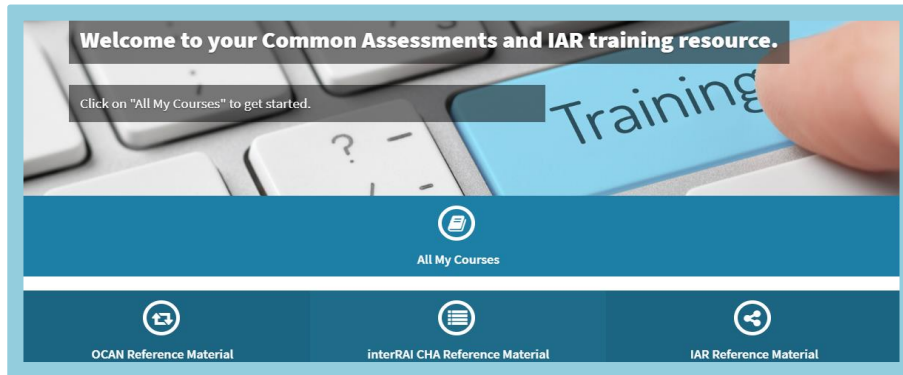 Welcome to your Common Assessments and IAR training resource.
Click on "All My Courses" to get started.
Training
? -
All My Courses
OCAN Reference Material
interRAI CHA Reference Material
IAR Reference Material